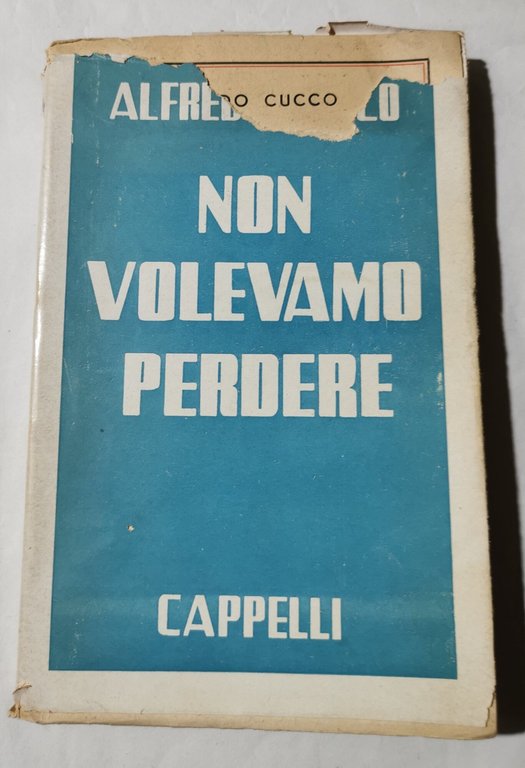 ALFREDO CUCCO
NON
VOLEVAMO
PERDERE
CAPPELLI